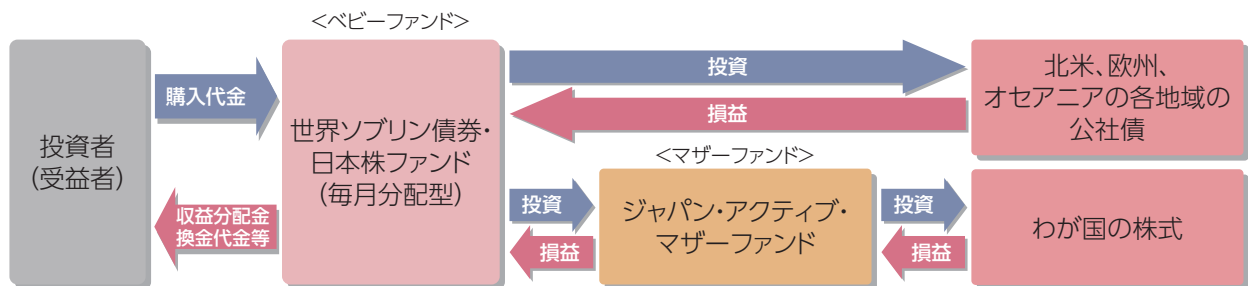 <ベビーファンド>
投資者
(受益者)
購入代金
収益分配金
換金代金等
世界ソブリン債券・
日本株ファンド
(毎月分配型)
投資
損益
北米、欧州、
オセアニアの各地域の
公社債
<マザーファンド>
投資
損益
ジャパン・アクティブ・
マザーファンド
投資
損益
わが国の株式